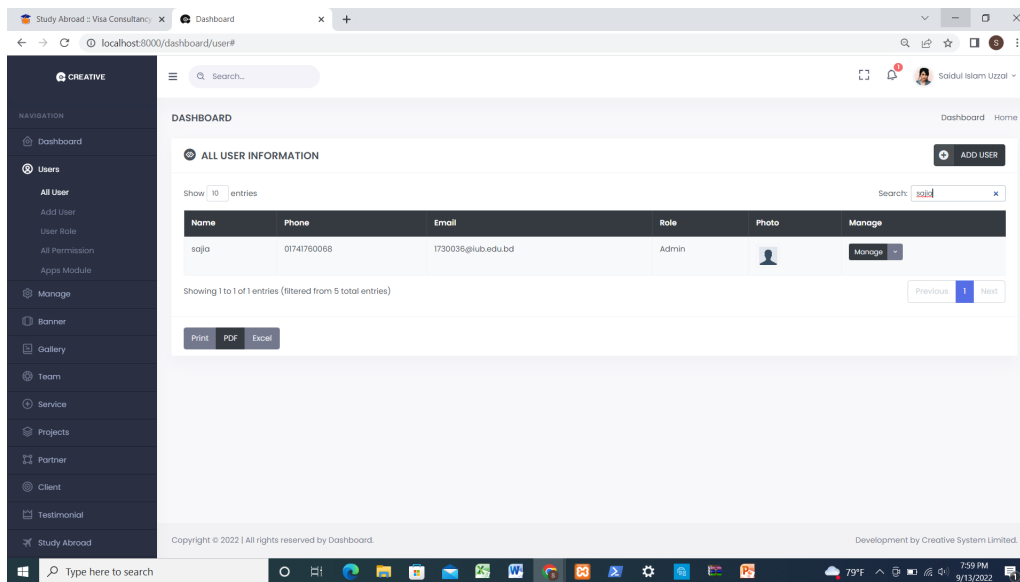 Study Abroad :: Visa Consultancy
Dashboard
localhost:8000/dashboard/user#
S
CREATIVE
Search...
1
Saidul Islam Uzzal
NAVIGATION
DASHBOARD
Dashboard Home
Dashboard
Users
All User
Add User
User Role
All Permission
Apps Module
Manage
Banner
Gallery
Team
Service
Projects
Partner
Client
Testimonial
Study Abroad
ALL USER INFORMATION
ADD USER
Show 10 entries
Search: sajia
Name Phone Email Role Photo Manage
sajia 01741760068 1730036@iub.edu.bd Admin Manage
Showing 1 to 1 of 1 entries (filtered from 5 total entries)
Previous 1 Next
Print PDF Excel
Copyright © 2022 | All rights reserved by Dashboard.
Development by Creative System Limited.
Type here to search
79°F
7:59 PM
9/13/2022